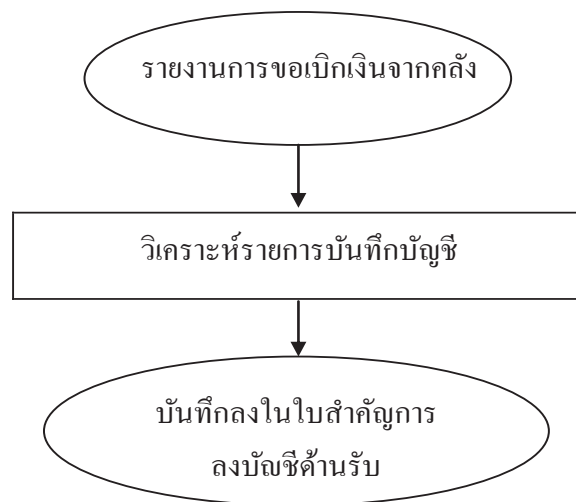 รายงานการขอเบิกเงินจากคลัง
วิเคราะห์รายการบันทึกบัญชี
บันทึกลงในใบสำคัญการ
ลงบัญชีด้านรับ